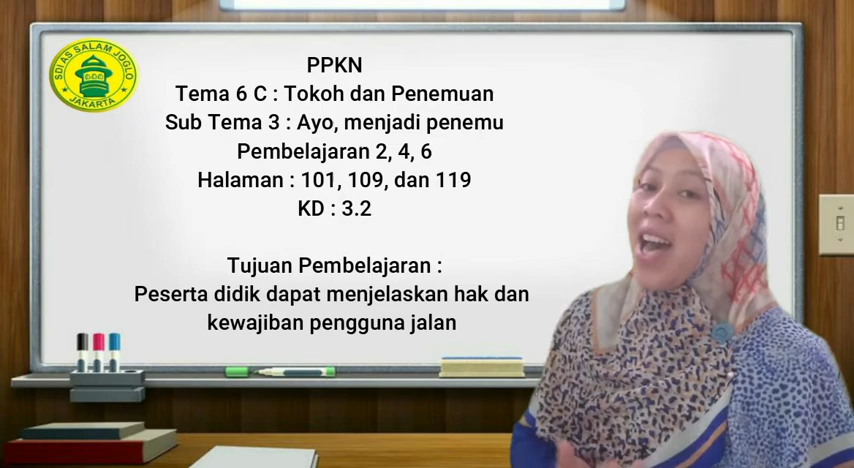 SDI AS SALAM JOGLO
JAKARTA
PPKN
Tema 6 C : Tokoh dan Penemuan
Sub Tema 3 : Ayo, menjadi penemu
Pembelajaran 2, 4, 6
Halaman : 101, 109, dan 119
KD : 3.2
Tujuan Pembelajaran :
Peserta didik dapat menjelaskan hak dan
kewajiban pengguna jalan